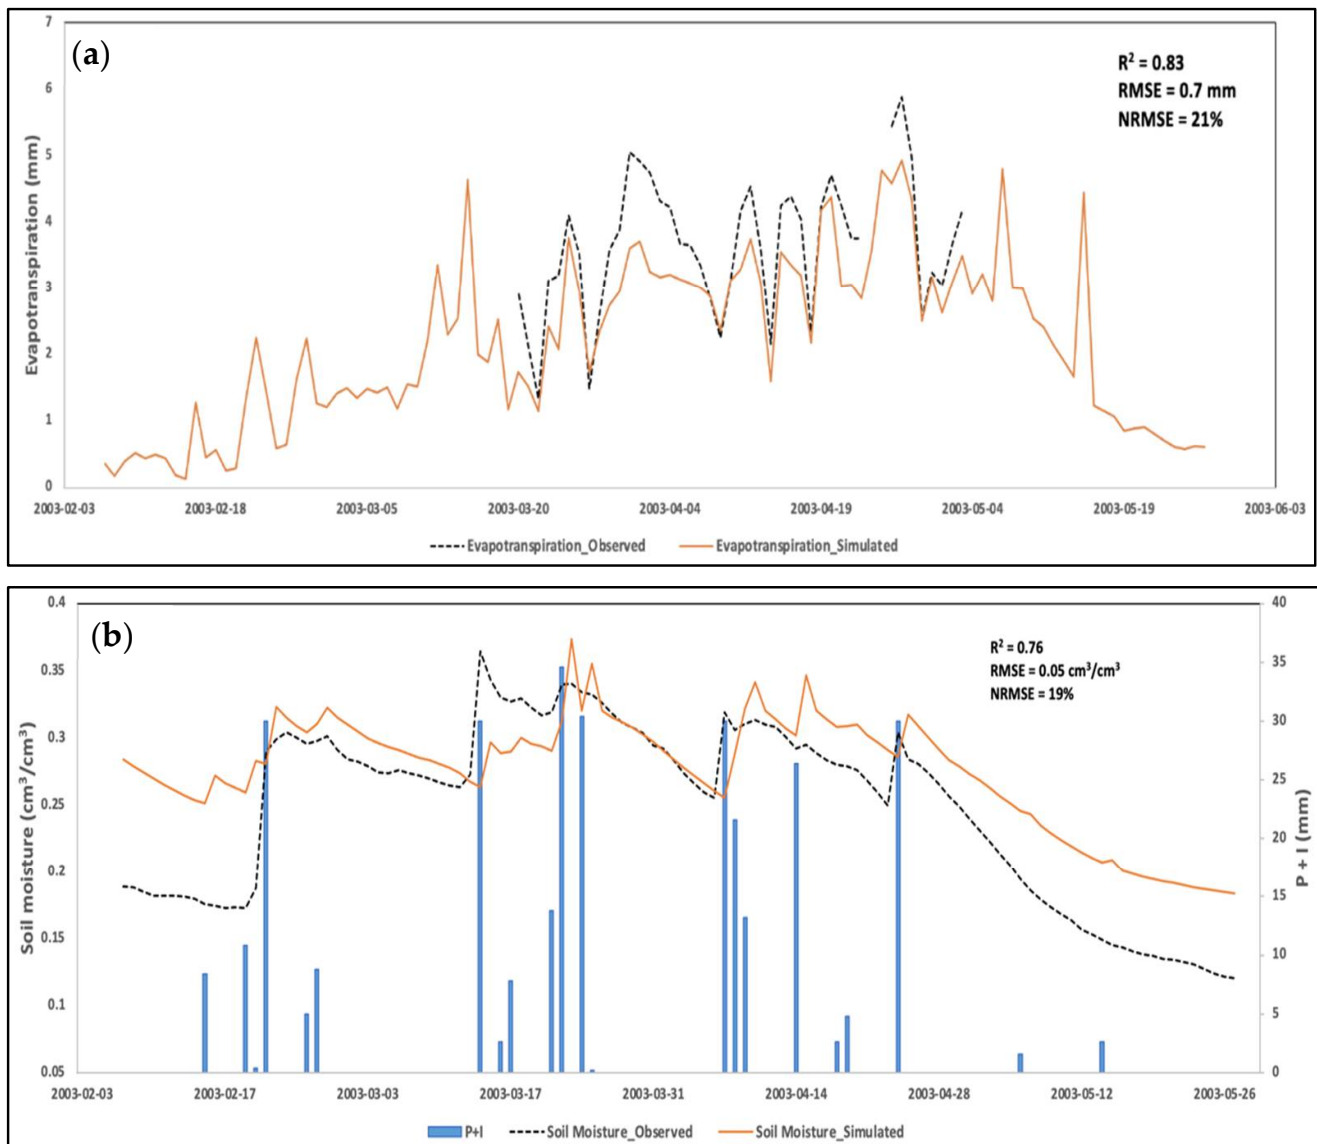 (a)
R² = 0.83
RMSE = 0.7 mm
NRMSE = 21%
Evapotranspiration (mm)
7
6
5
4
3
2
1
0
2003-02-03 2003-02-18 2003-03-05 2003-03-20 2003-04-04 2003-04-19 2003-05-04 2003-05-19 2003-06-03
Evapotranspiration_Observed Evapotranspiration_Simulated
(b)
R² = 0.76
RMSE = 0.05 cm³/cm³
NRMSE = 19%
Soil moisture (cm³/cm³)
0.4
0.35
0.3
0.25
0.2
0.15
0.1
0.05
40
35
30
25
20
15
10
5
0
P + I (mm)
2003-02-03 2003-02-17 2003-03-03 2003-03-17 2003-03-31 2003-04-14 2003-04-28 2003-05-12 2003-05-26
P+I Soil Moisture_Observed Soil Moisture_Simulated